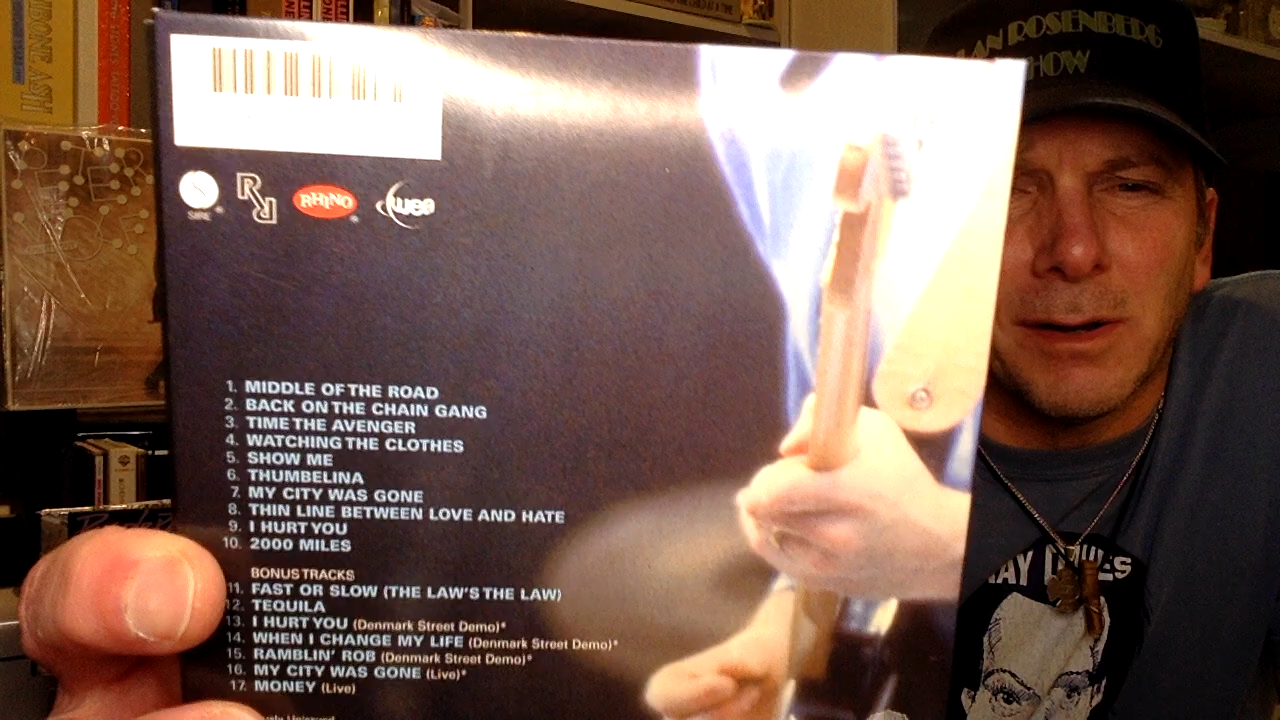 SIRE
RHINO
wea
1. MIDDLE OF THE ROAD
2. BACK ON THE CHAIN GANG
3. TIME THE AVENGER
4. WATCHING THE CLOTHES
5. SHOW ME
6. THUMBELINA
7. MY CITY WAS GONE
8. THIN LINE BETWEEN LOVE AND HATE
9. I HURT YOU
10. 2000 MILES
BONUS TRACKS
11. FAST OR SLOW (THE LAW'S THE LAW)
12. TEQUILA
13. I HURT YOU (Denmark Street Demo)*
14. WHEN I CHANGE MY LIFE (Denmark Street Demo)*
15. RAMBLIN' ROB (Denmark Street Demo)*
16. MY CITY WAS GONE (Live)*
17. MONEY (Live)
ROSENBERG
SHOW